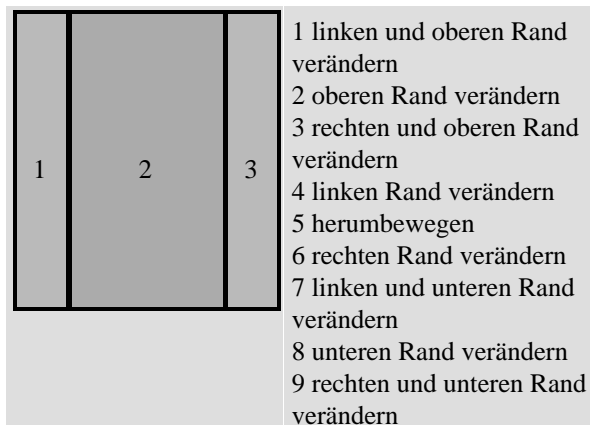 1
2
3
1 linken und oberen Rand
verändern
2 oberen Rand verändern
3 rechten und oberen Rand
verändern
4 linken Rand verändern
5 herumbewegen
6 rechten Rand verändern
7 linken und unteren Rand
verändern
8 unteren Rand verändern
9 rechten und unteren Rand
verändern